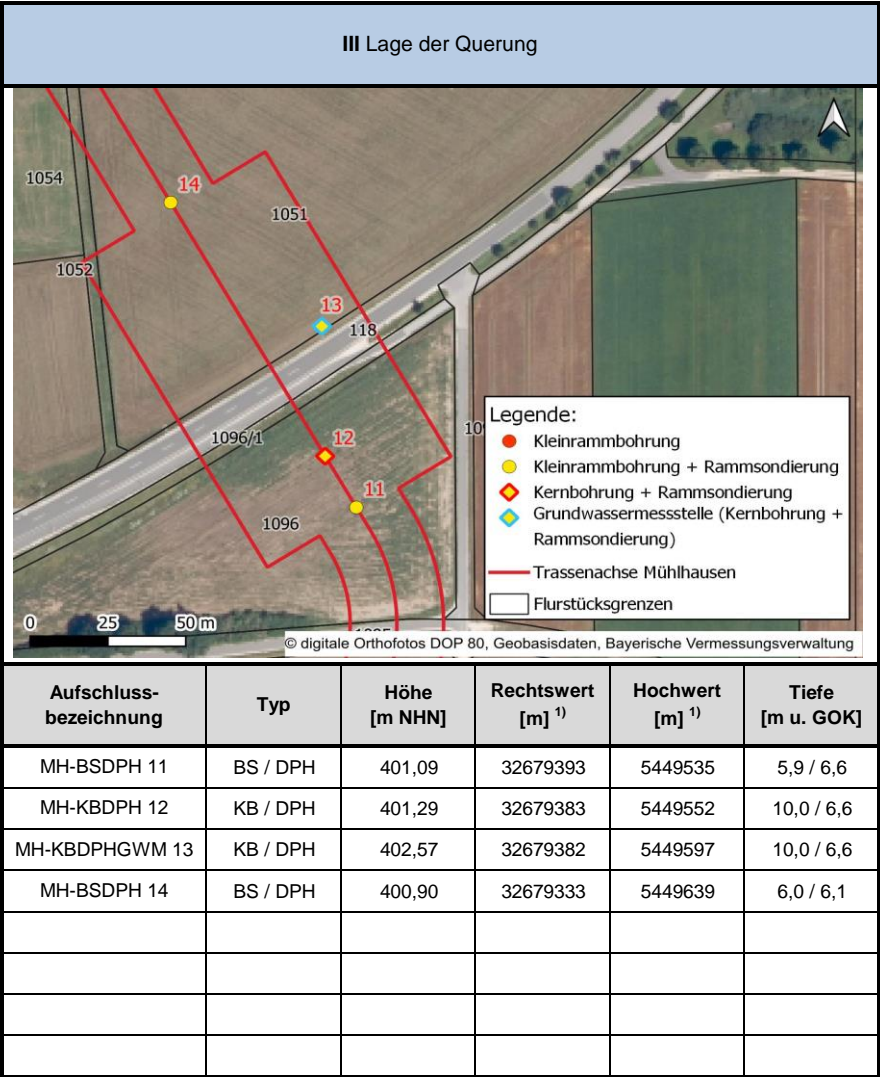 III Lage der Querung
1054
14
1051
1052
13
118
1096/1
12
11
1096
Legende:
Kleinrammbohrung
Kleinrammbohrung + Rammsondierung
Kernbohrung + Rammsondierung
Grundwassermessstelle (Kernbohrung +
Rammsondierung)
Trassenachse Mühlhausen
Flurstücksgrenzen
0 25 50 m
© digitale Orthofotos DOP 80, Geobasisdaten, Bayerische Vermessungsverwaltung
Aufschluss-
bezeichnung
Typ
Höhe
[m NHN]
Rechtswert
[m] 1)
Hochwert
[m] 1)
Tiefe
[m u. GOK]
MH-BSDPH 11 BS / DPH 401,09 32679393 5449535 5,9 / 6,6
MH-KBDPH 12 KB / DPH 401,29 32679383 5449552 10,0 / 6,6
MH-KBDPHGWM 13 KB / DPH 402,57 32679382 5449597 10,0 / 6,6
MH-BSDPH 14 BS / DPH 400,90 32679333 5449639 6,0 / 6,1